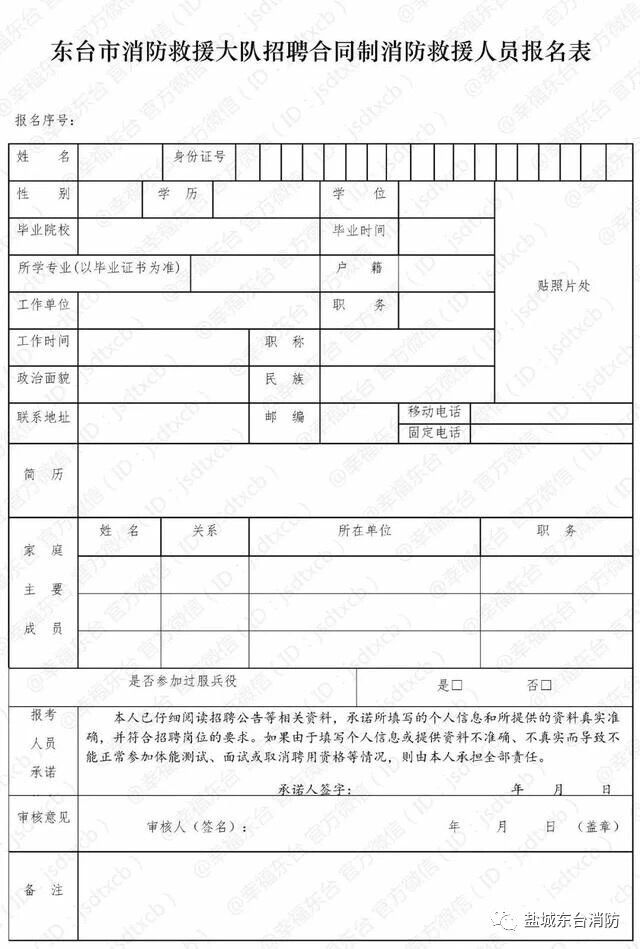 东台市消防救援大队招聘合同制消防救援人员报名表
报名序号：
姓 名 身份证号
性 别 学 历 学 位
毕业院校 毕业时间
所学专业(以毕业证书为准) 户 籍 贴照片处
工作单位 职 务
工作时间 职 称
政治面貌 民 族
联系地址 邮 编 移动电话
固定电话
简 历
家庭主要成员 姓 名 关系 所在单位 职 务
是否参加过服兵役 是□ 否□
报考人员承诺
本人已仔细阅读招聘公告等相关资料，承诺所填写的个人信息和所提供的资料真实准
确，并符合招聘岗位的要求。如果由于填写个人信息或提供资料不准确、不真实而导致不
能正常参加体能测试、面试或取消聘用资格等情况，则由本人承担全部责任。
承诺人签字： 年 月 日
审核意见 审核人（签名）： 年 月 日 （盖章）
备 注
盐城东台消防
@幸福东台 官方微信（ID：jsdtxcb）